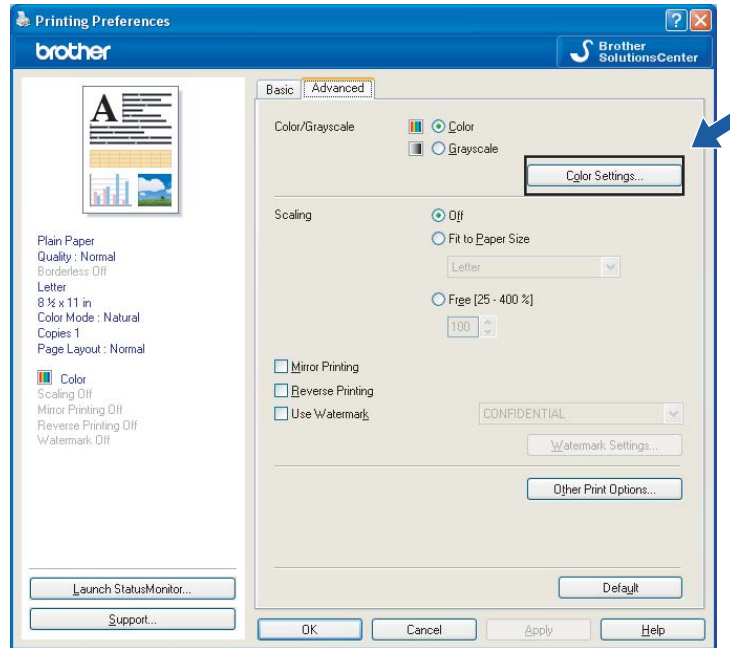 Printing Preferences
brother
Brother
SolutionsCenter
A
Plain Paper
Quality : Normal
Borderless Off
Letter
8 ½ x 11 in
Color Mode : Natural
Copies 1
Page Layout : Normal
Color
Scaling Off
Mirror Printing Off
Reverse Printing Off
Watermark Off
Launch StatusMonitor...
Support...
Basic Advanced
Color/Grayscale
Color
Grayscale
Color Settings...
Scaling
Off
Fit to Paper Size
Letter
Free [25 - 400 %]
100
Mirror Printing
Reverse Printing
Use Watermark
CONFIDENTIAL
Watermark Settings...
Other Print Options...
Default
OK Cancel Apply Help